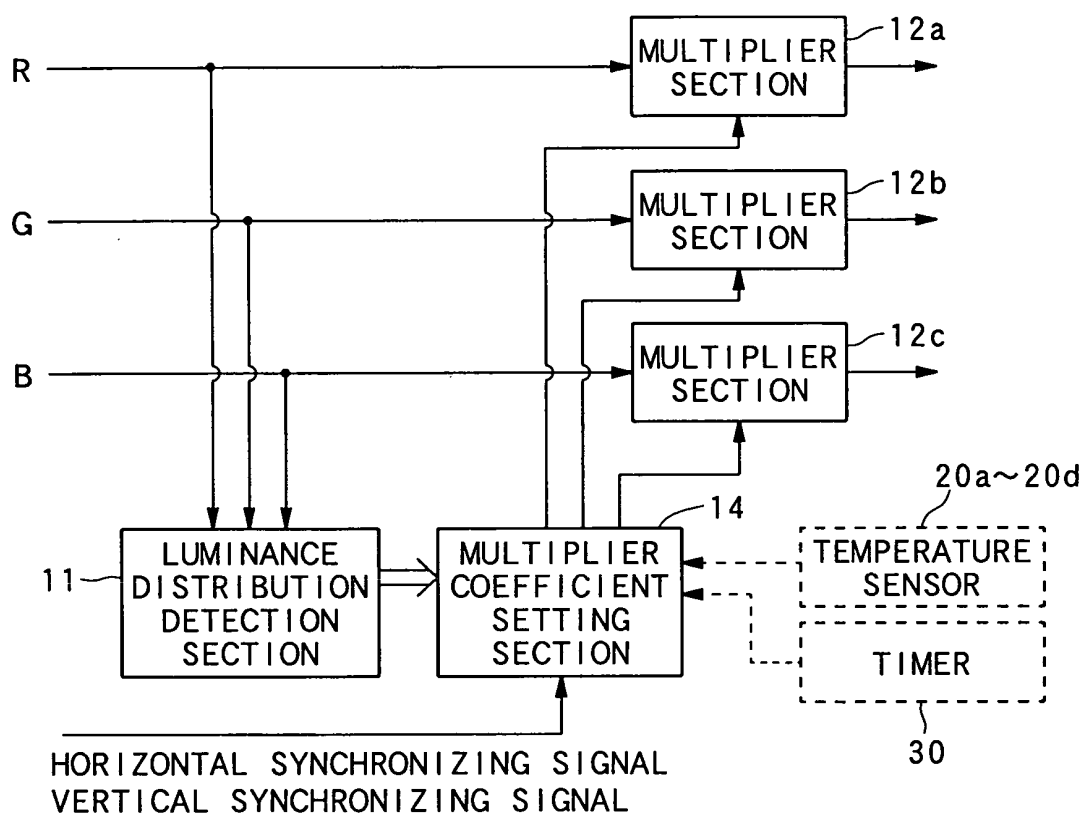 R
MULTIPLIER
SECTION
12a
G
MULTIPLIER
SECTION
12b
B
MULTIPLIER
SECTION
12c
11
LUMINANCE
DISTRIBUTION
DETECTION
SECTION
14
MULTIPLIER
COEFFICIENT
SETTING
SECTION
20a~20d
TEMPERATURE
SENSOR
TIMER
30
HORIZONTAL SYNCHRONIZING SIGNAL
VERTICAL SYNCHRONIZING SIGNAL